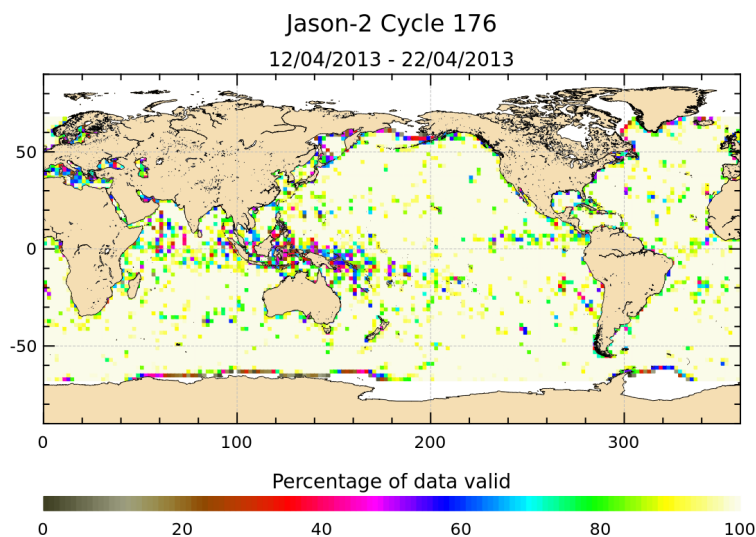 Jason-2 Cycle 176
12/04/2013 - 22/04/2013
50
0
-50
0 100 200 300
Percentage of data valid
0 20 40 60 80 100